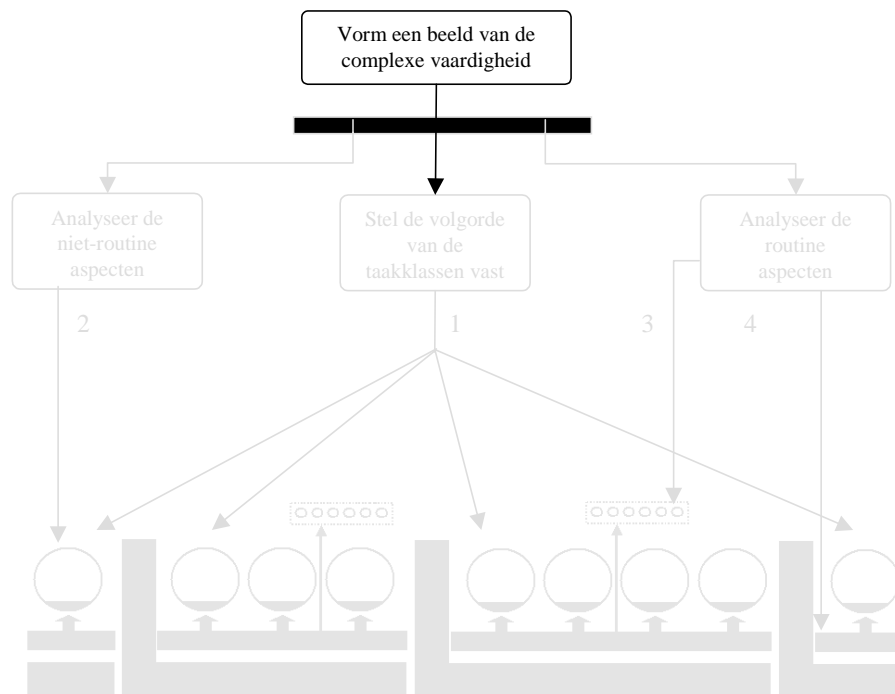 Vorm een beeld van de
complexe vaardigheid
Analyseer de
niet-routine
aspecten
Stel de volgorde
van de
taakklassen vast
Analyseer de
routine
aspecten
2
1
3
4